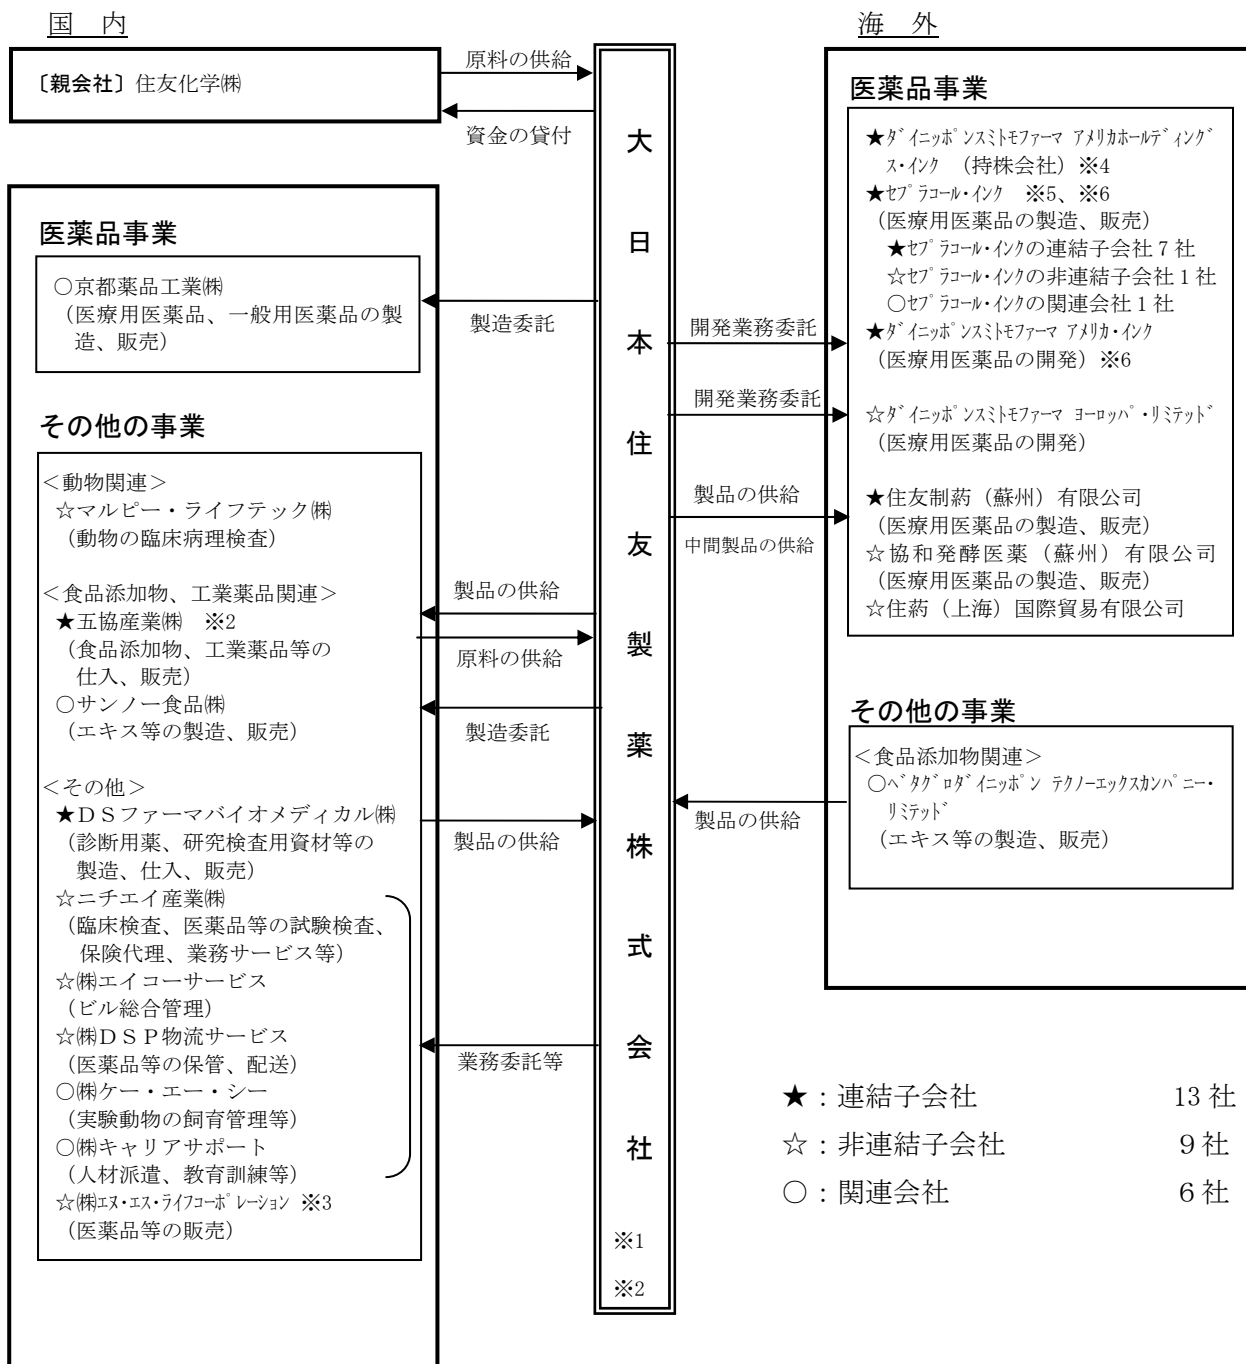 国　内
〔親会社〕住友化学㈱
原料の供給
資金の貸付
医薬品事業
○京都薬品工業㈱
（医療用医薬品、一般用医薬品の製
造、販売）
製造委託
その他の事業
＜動物関連＞
☆マルピー・ライフテック㈱
（動物の臨床病理検査）
＜食品添加物、工業薬品関連＞
★五協産業㈱　※2
（食品添加物、工業薬品等の
仕入、販売）
○サンノー食品㈱
（エキス等の製造、販売）
製品の供給
原料の供給
製造委託
＜その他＞
★ＤＳファーマバイオメディカル㈱
（診断用薬、研究検査用資材等の
製造、仕入、販売）
製品の供給
☆ニチエイ産業㈱
（臨床検査、医薬品等の試験検査、
保険代理、業務サービス等）
☆㈱エイコーサービス
（ビル総合管理）
☆㈱ＤＳＰ物流サービス
（医薬品等の保管、配送）
○㈱ケー・エー・シー
（実験動物の飼育管理等）
○㈱キャリアサポート
（人材派遣、教育訓練等）
業務委託等
☆㈱ｴﾇ･ｴｽ･ﾗｲﾌｺｰﾎﾟﾚｰｼｮﾝ ※3
（医薬品等の販売）
大日本住友製薬株式会社
※1
※2
海　外
医薬品事業
★ﾀﾞｲﾆｯﾎﾟﾝｽﾐﾄﾓﾌｧｰﾏ ｱﾒﾘｶﾎｰﾙﾃﾞｨﾝｸﾞ
ｽ･ｲﾝｸ　（持株会社）※4
★ｾﾌﾟﾗｺｰﾙ･ｲﾝｸ　※5、※6
（医療用医薬品の製造、販売）
★ｾﾌﾟﾗｺｰﾙ･ｲﾝｸの連結子会社７社
☆ｾﾌﾟﾗｺｰﾙ･ｲﾝｸの非連結子会社１社
○ｾﾌﾟﾗｺｰﾙ･ｲﾝｸの関連会社１社
★ﾀﾞｲﾆｯﾎﾟﾝｽﾐﾄﾓﾌｧｰﾏ ｱﾒﾘｶ･ｲﾝｸ
（医療用医薬品の開発）※6
開発業務委託
☆ﾀﾞｲﾆｯﾎﾟﾝｽﾐﾄﾓﾌｧｰﾏ ﾖｰﾛｯﾊﾟ･ﾘﾐﾃｯﾄﾞ
（医療用医薬品の開発）
開発業務委託
★住友制葯（蘇州）有限公司
（医療用医薬品の製造、販売）
☆協和発酵医薬（蘇州）有限公司
（医療用医薬品の製造、販売）
☆住葯（上海）国際貿易有限公司
製品の供給
中間製品の供給
その他の事業
＜食品添加物関連＞
○ﾍﾞﾀｸﾞﾛﾀﾞｲﾆｯﾎﾟﾝ ﾃｸﾉｰｴｯｸｽｶﾝﾊﾟﾆｰ･
ﾘﾐﾃｯﾄﾞ
（エキス等の製造、販売）
製品の供給
★：連結子会社　13 社
☆：非連結子会社　９社
○：関連会社　６社